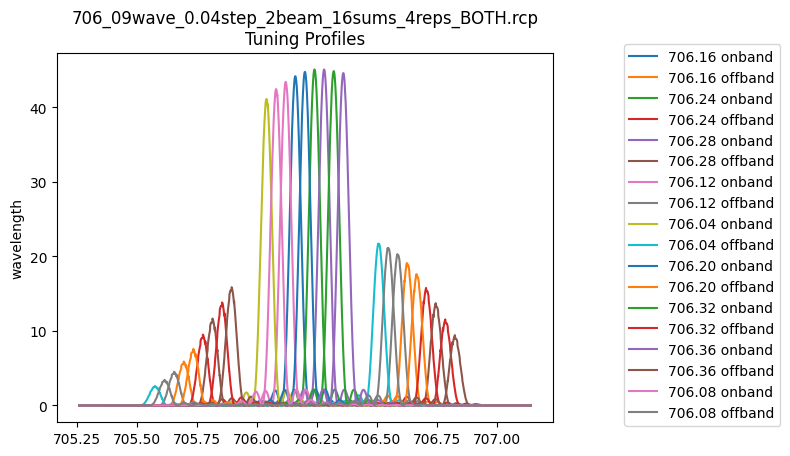 706_09wave_0.04step_2beam_16sums_4reps_BOTH.rcp
Tuning Profiles
wavelength
40
30
20
10
0
705.25 705.50 705.75 706.00 706.25 706.50 706.75 707.00
706.16 onband
706.16 offband
706.24 onband
706.24 offband
706.28 onband
706.28 offband
706.12 onband
706.12 offband
706.04 onband
706.04 offband
706.20 onband
706.20 offband
706.32 onband
706.32 offband
706.36 onband
706.36 offband
706.08 onband
706.08 offband